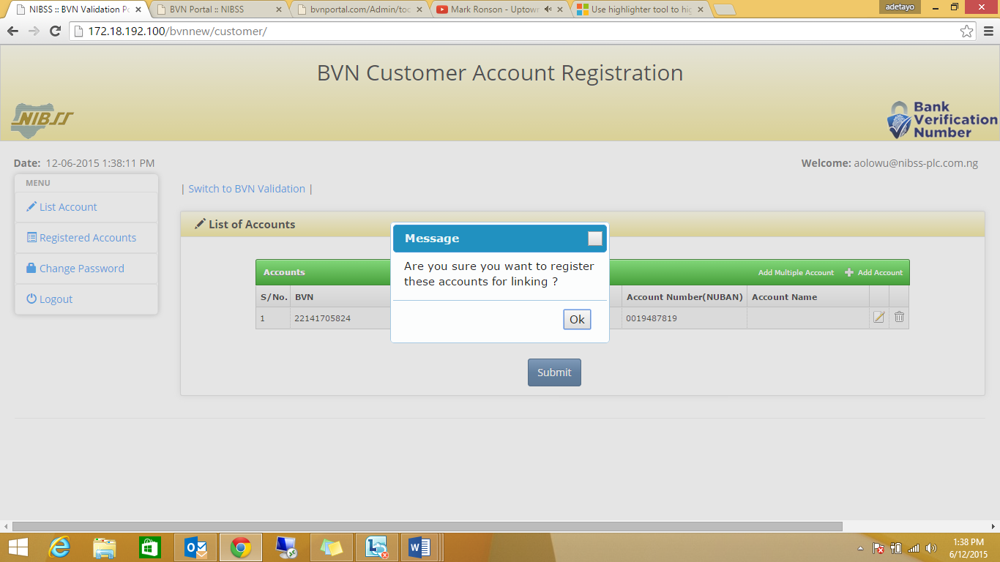 NIBSS :: BVN Validation Po
BVN Portal :: NIBSS
bvnportal.com/Admin/too
Mark Ronson - Uptown
Use highlighter tool to hig
adetayo
172.18.192.100/bvnnew/customer/
BVN Customer Account Registration
NIBSS
Bank
Verification
Number
Date: 12-06-2015 1:38:11 PM
Welcome: aolowu@nibss-plc.com.ng
MENU
List Account
Registered Accounts
Change Password
Logout
| Switch to BVN Validation |
List of Accounts
Message
Are you sure you want to register
these accounts for linking ?
Ok
Accounts
Add Multiple Account
Add Account
S/No. BVN Account Number(NUBAN) Account Name
1 22141705824 0019487819
Submit
1:38 PM
6/12/2015